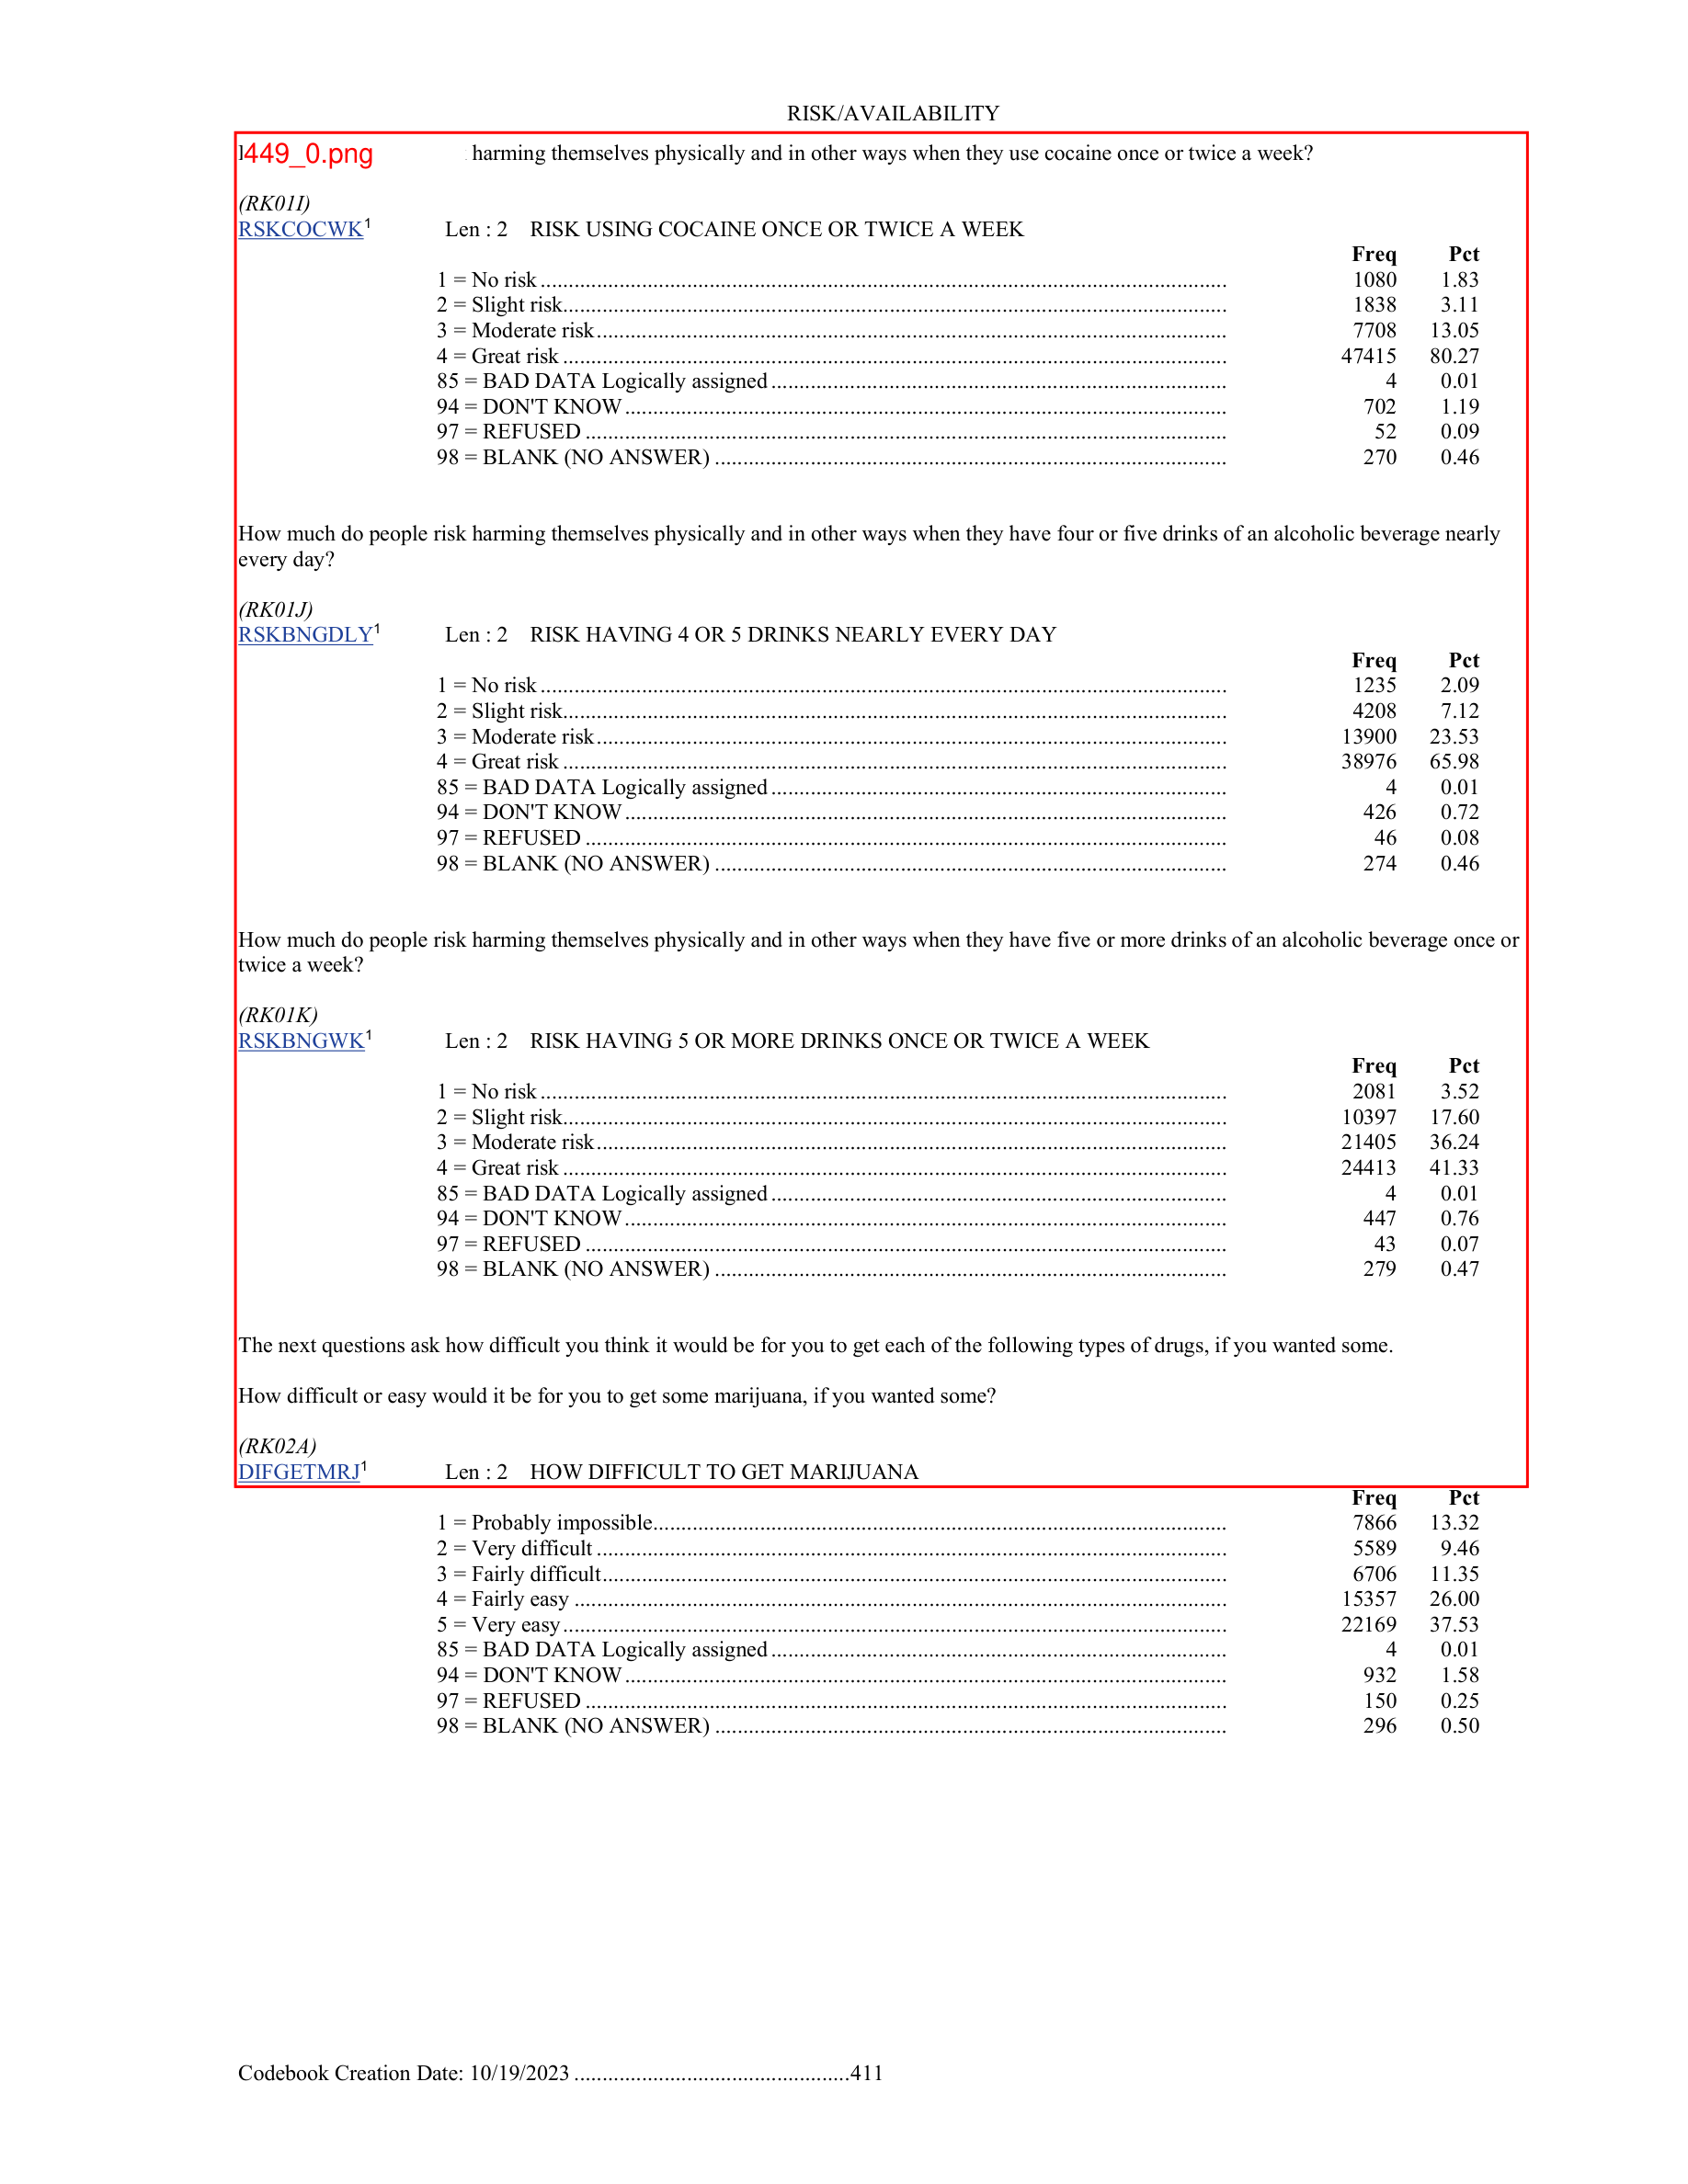 RISK/AVAILABILITY
449_0.png harming themselves physically and in other ways when they use cocaine once or twice a week?
(RK01I)
RSKCOCWK1 Len : 2 RISK USING COCAINE ONCE OR TWICE A WEEK
Freq Pct
1 = No risk 1080 1.83
2 = Slight risk 1838 3.11
3 = Moderate risk 7708 13.05
4 = Great risk 47415 80.27
85 = BAD DATA Logically assigned 4 0.01
94 = DON'T KNOW 702 1.19
97 = REFUSED 52 0.09
98 = BLANK (NO ANSWER) 270 0.46
How much do people risk harming themselves physically and in other ways when they have four or five drinks of an alcoholic beverage nearly
every day?
(RK01J)
RSKBNGDLY1 Len : 2 RISK HAVING 4 OR 5 DRINKS NEARLY EVERY DAY
Freq Pct
1 = No risk 1235 2.09
2 = Slight risk 4208 7.12
3 = Moderate risk 13900 23.53
4 = Great risk 38976 65.98
85 = BAD DATA Logically assigned 4 0.01
94 = DON'T KNOW 426 0.72
97 = REFUSED 46 0.08
98 = BLANK (NO ANSWER) 274 0.46
How much do people risk harming themselves physically and in other ways when they have five or more drinks of an alcoholic beverage once or
twice a week?
(RK01K)
RSKBNGWK1 Len : 2 RISK HAVING 5 OR MORE DRINKS ONCE OR TWICE A WEEK
Freq Pct
1 = No risk 2081 3.52
2 = Slight risk 10397 17.60
3 = Moderate risk 21405 36.24
4 = Great risk 24413 41.33
85 = BAD DATA Logically assigned 4 0.01
94 = DON'T KNOW 447 0.76
97 = REFUSED 43 0.07
98 = BLANK (NO ANSWER) 279 0.47
The next questions ask how difficult you think it would be for you to get each of the following types of drugs, if you wanted some.
How difficult or easy would it be for you to get some marijuana, if you wanted some?
(RK02A)
DIFGETMRJ1 Len : 2 HOW DIFFICULT TO GET MARIJUANA
Freq Pct
1 = Probably impossible 7866 13.32
2 = Very difficult 5589 9.46
3 = Fairly difficult 6706 11.35
4 = Fairly easy 15357 26.00
5 = Very easy 22169 37.53
85 = BAD DATA Logically assigned 4 0.01
94 = DON'T KNOW 932 1.58
97 = REFUSED 150 0.25
98 = BLANK (NO ANSWER) 296 0.50
Codebook Creation Date: 10/19/2023 411